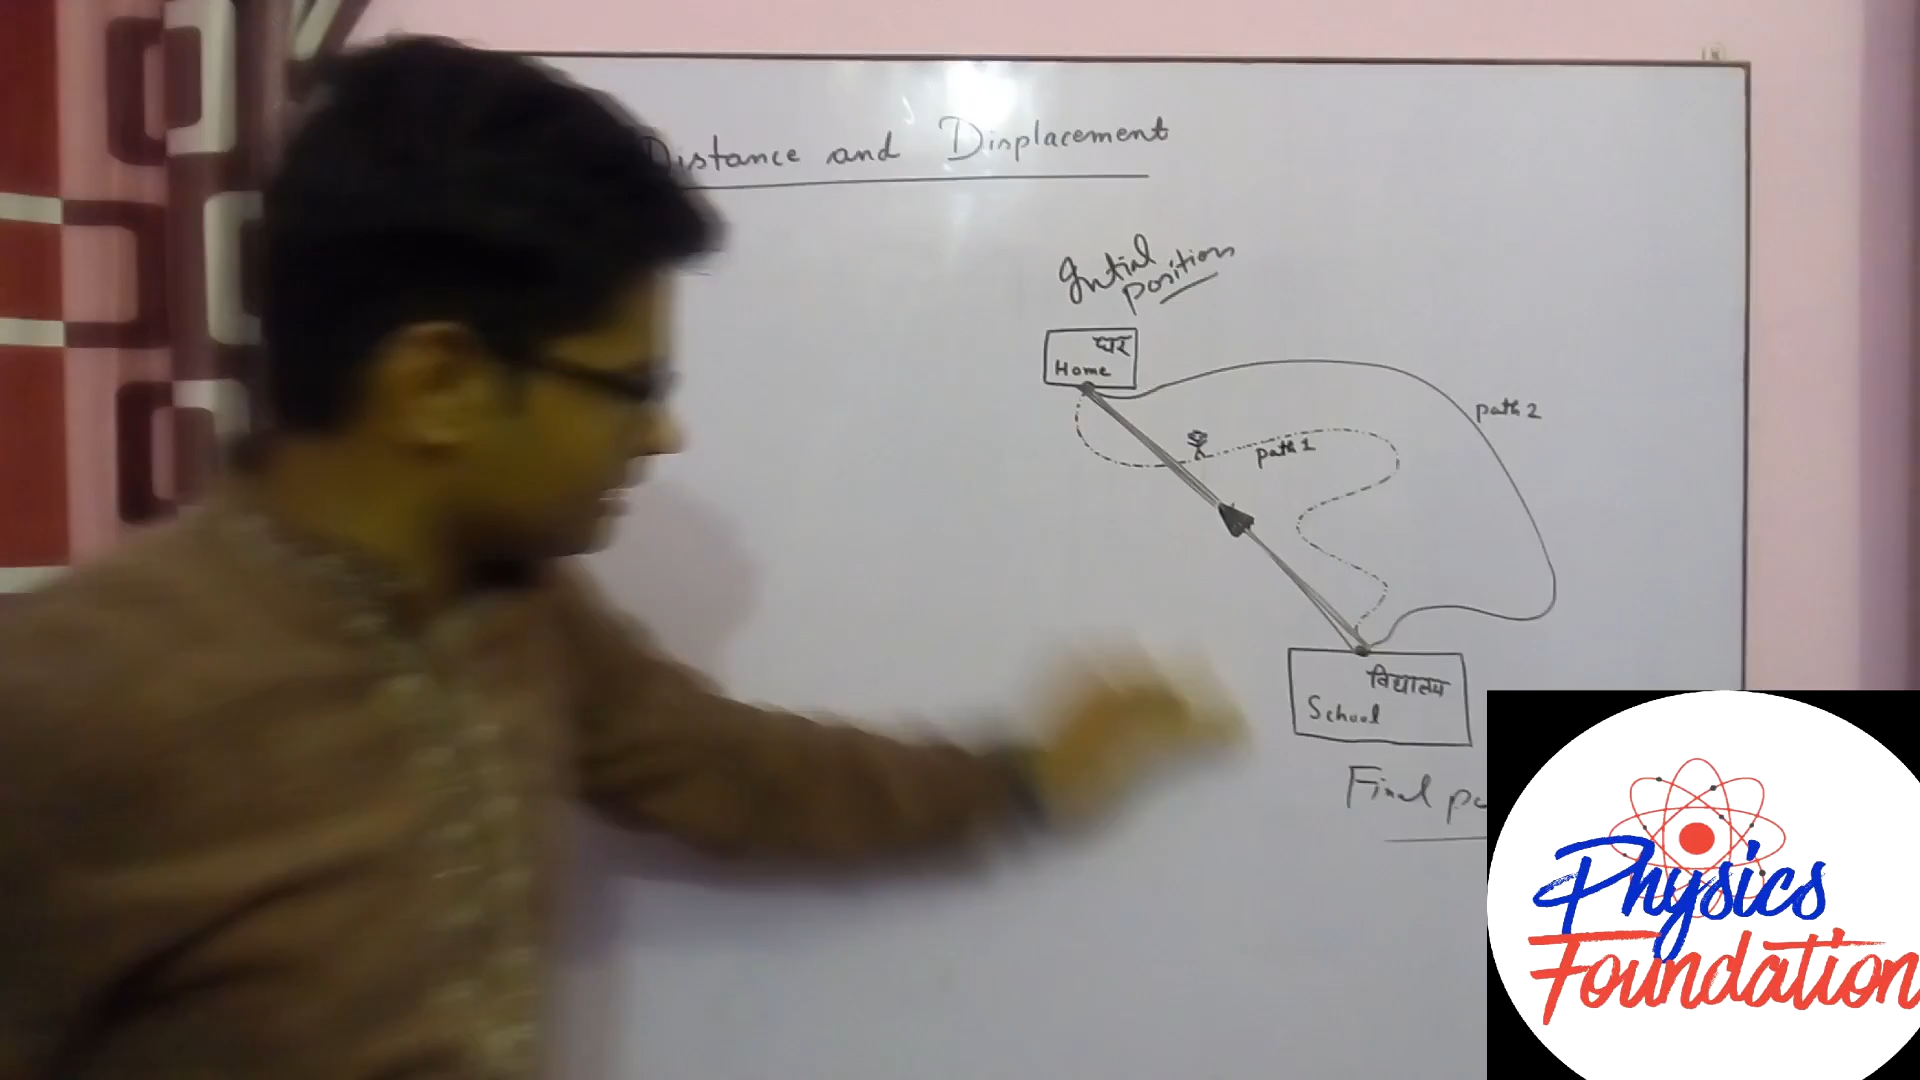 Distance and Displacement
Initial
position
घर
Home
path 2
path 1
विद्यालय
School
Final
Physics
Foundation